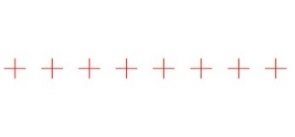 + + + + + + + +